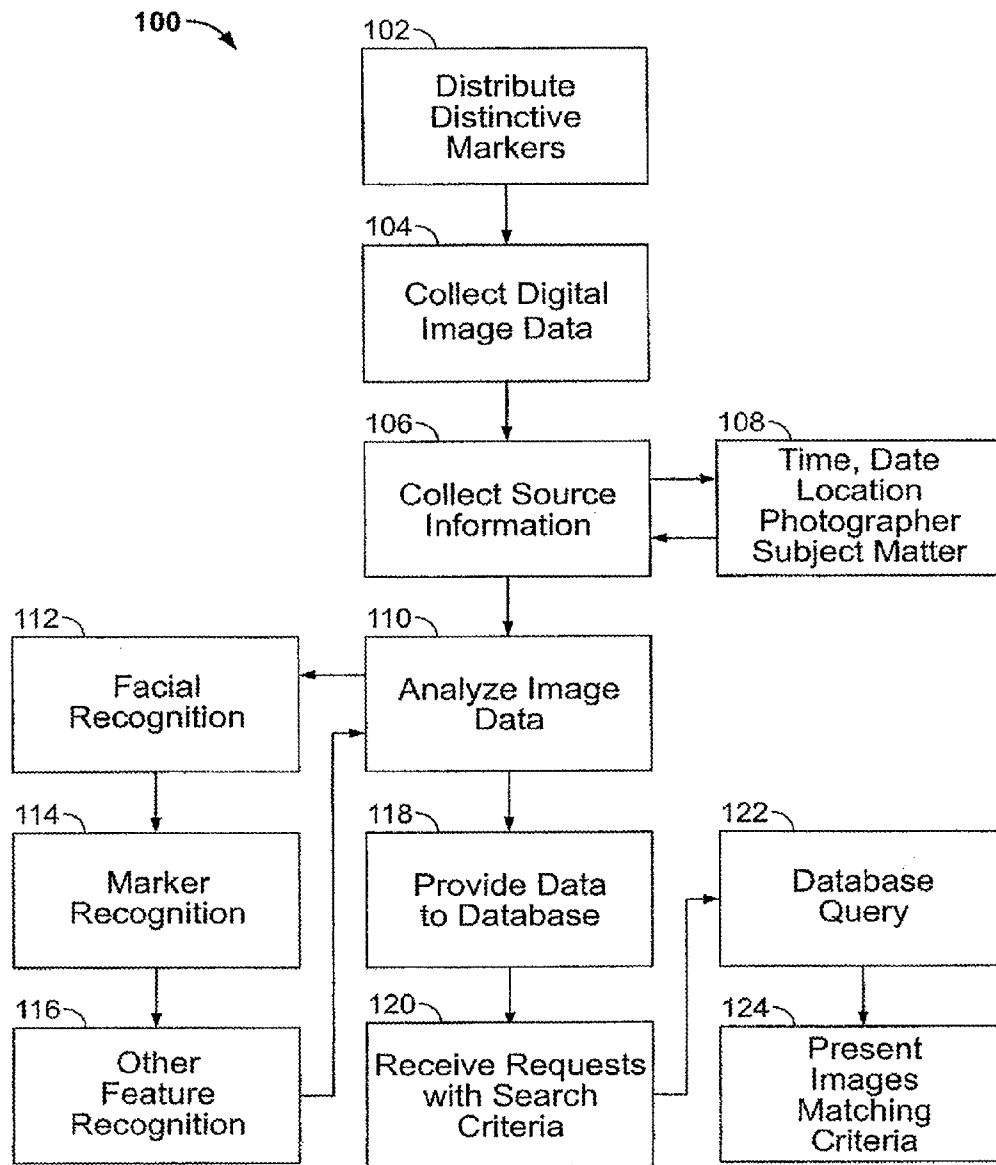 100
102
Distribute
Distinctive
Markers
104
Collect Digital
Image Data
106
Collect Source
Information
108
Time, Date
Location
Photographer
Subject Matter
112
Facial
Recognition
110
Analyze Image
Data
114
Marker
Recognition
118
Provide Data
to Database
122
Database
Query
116
Other
Feature
Recognition
120
Receive Requests
with Search
Criteria
124
Present
Images
Matching
Criteria